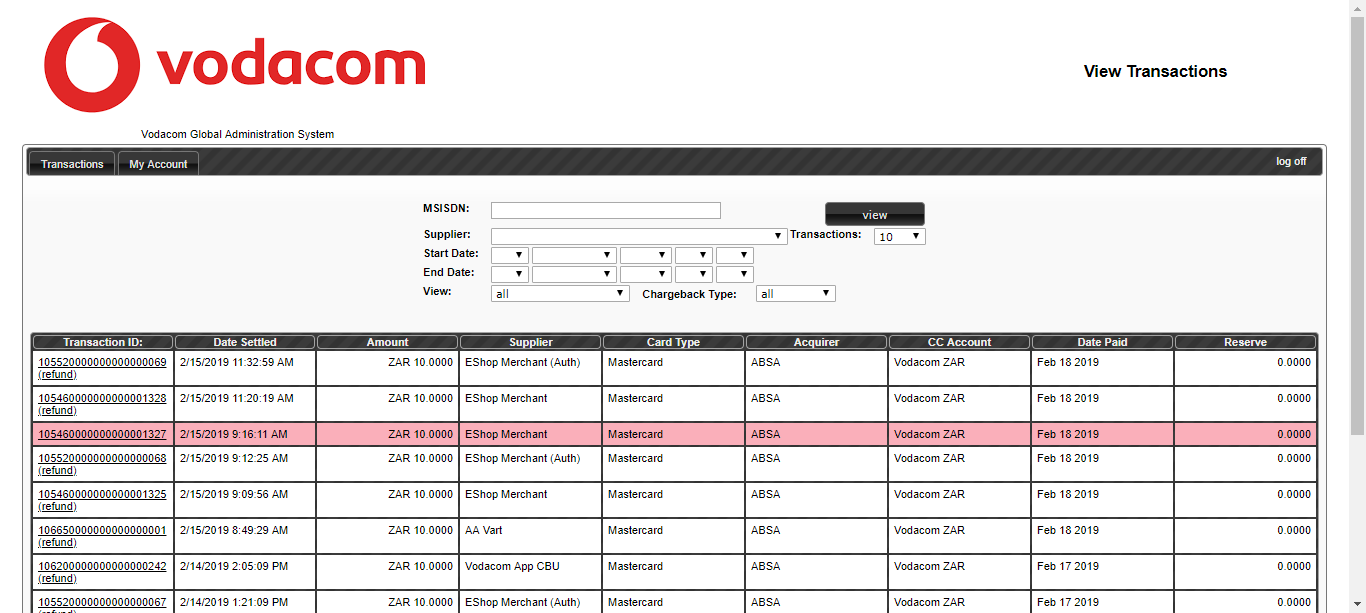 vodacom
View Transactions
Vodacom Global Administration System
Transactions My Account log off
MSISDN: view
Supplier: Transactions: 10
Start Date:
End Date:
View: all Chargeback Type: all
Transaction ID: Date Settled Amount Supplier Card Type Acquirer CC Account Date Paid Reserve
105520000000000000069 2/15/2019 11:32:59 AM ZAR 10.0000 EShop Merchant (Auth) Mastercard ABSA Vodacom ZAR Feb 18 2019 0.0000
(refund)
105460000000000001328 2/15/2019 11:20:19 AM ZAR 10.0000 EShop Merchant Mastercard ABSA Vodacom ZAR Feb 18 2019 0.0000
(refund)
105460000000000001327 2/15/2019 9:16:11 AM ZAR 10.0000 EShop Merchant Mastercard ABSA Vodacom ZAR Feb 18 2019 0.0000
105520000000000000068 2/15/2019 9:12:25 AM ZAR 10.0000 EShop Merchant (Auth) Mastercard ABSA Vodacom ZAR Feb 18 2019 0.0000
(refund)
105460000000000001325 2/15/2019 9:09:56 AM ZAR 10.0000 EShop Merchant Mastercard ABSA Vodacom ZAR Feb 18 2019 0.0000
(refund)
106650000000000000001 2/15/2019 8:49:29 AM ZAR 10.0000 AA Vart Mastercard ABSA Vodacom ZAR Feb 18 2019 0.0000
(refund)
106200000000000000242 2/14/2019 2:05:09 PM ZAR 10.0000 Vodacom App CBU Mastercard ABSA Vodacom ZAR Feb 17 2019 0.0000
(refund)
105520000000000000067 2/14/2019 1:21:09 PM ZAR 10.0000 EShop Merchant (Auth) Mastercard ABSA Vodacom ZAR Feb 17 2019 0.0000